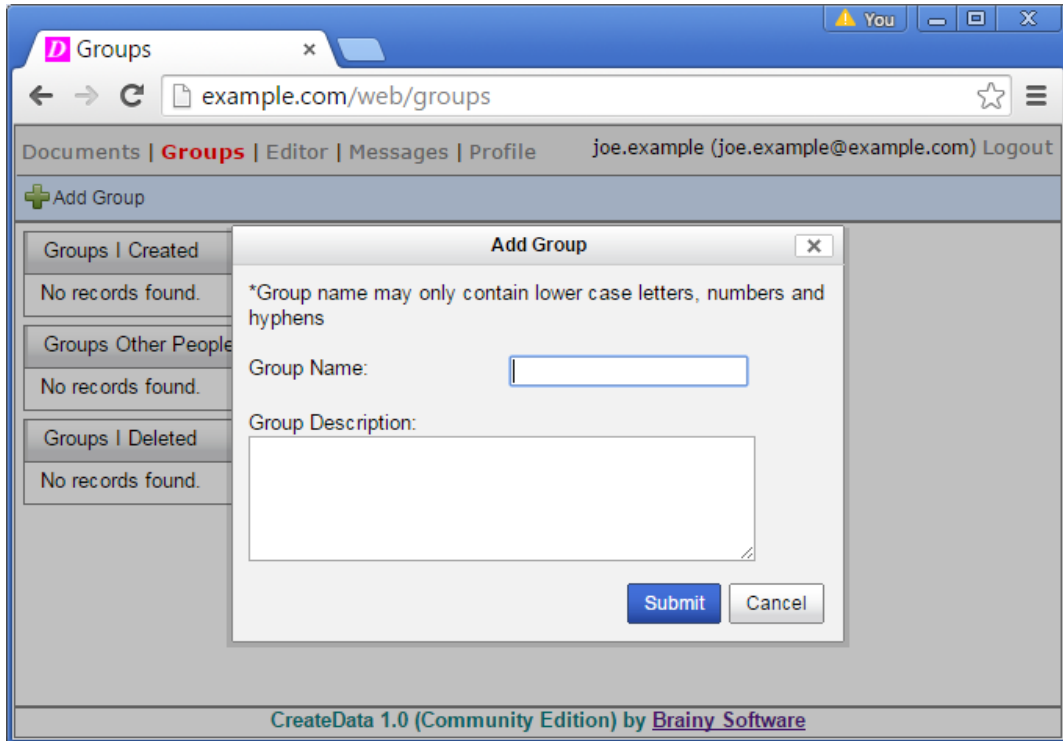 You
D Groups
example.com/web/groups
Documents | Groups | Editor | Messages | Profile joe.example (joe.example@example.com) Logout
Add Group
Groups I Created
No records found.
Groups Other People
No records found.
Groups I Deleted
No records found.
Add Group
*Group name may only contain lower case letters, numbers and
hyphens
Group Name:
Group Description:
Submit Cancel
CreateData 1.0 (Community Edition) by Brainy Software